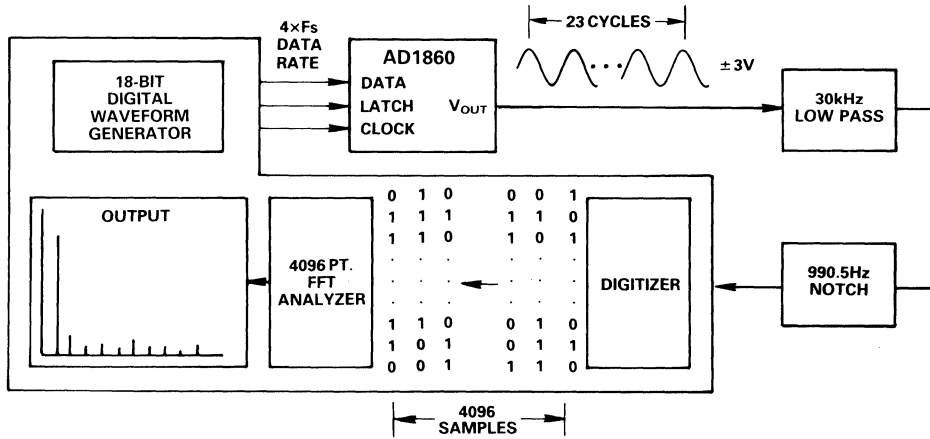 4×Fs
DATA
RATE
23 CYCLES
±3V
18-BIT
DIGITAL
WAVEFORM
GENERATOR
AD1860
DATA
LATCH
CLOCK
VOUT
30kHz
LOW PASS
OUTPUT
4096 PT.
FFT
ANALYZER
0 1 0 0 0 1
1 1 1 1 1 0
1 1 0 1 0 1
. . . . . .
. . . . .
. . . . . .
1 1 0 0 1 0
1 0 1 0 1 1
0 0 1 1 1 0
DIGITIZER
990.5Hz
NOTCH
4096
SAMPLES